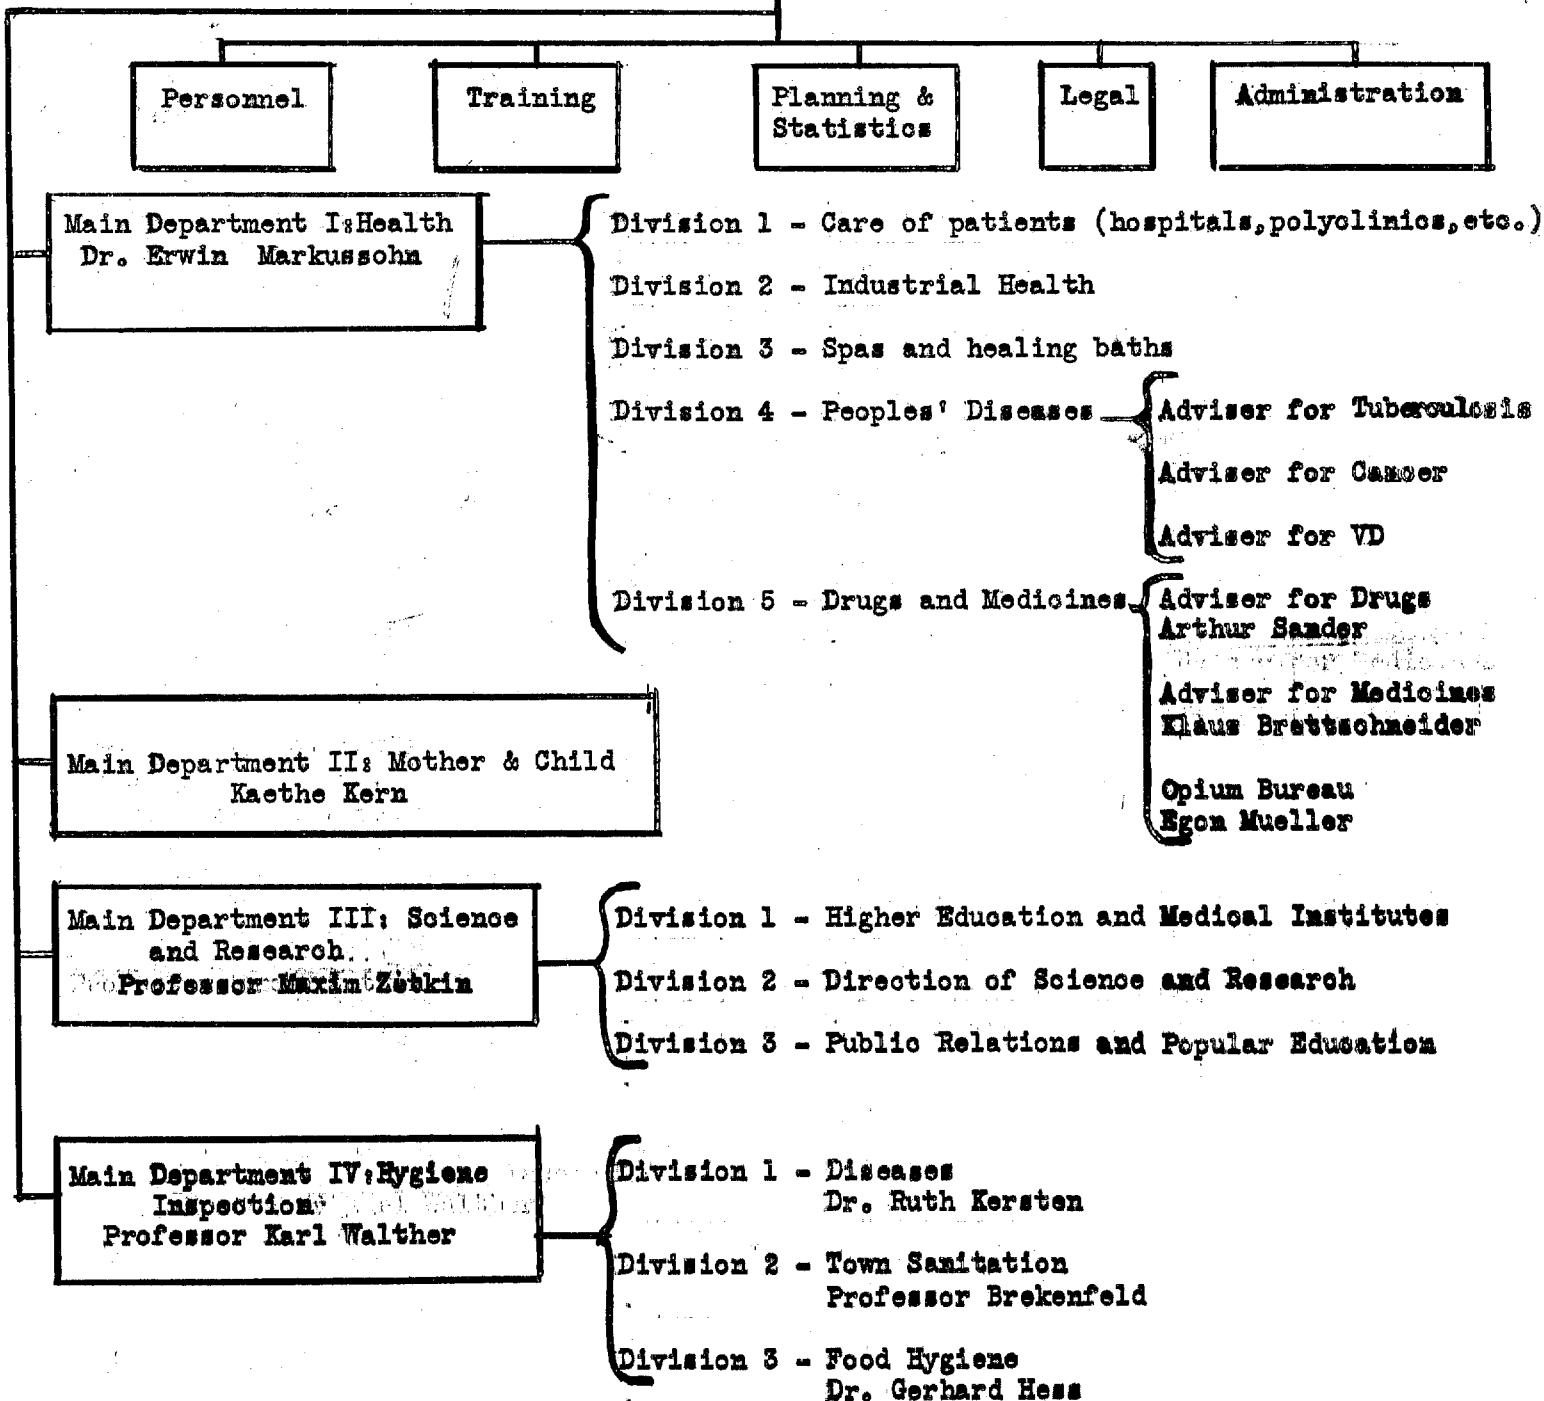 Personnel
Training
Planning &
Statistics
Legal
Administration
Main Department I:Health
Dr. Erwin Markussohn
Division 1 - Care of patients (hospitals,polyclinics,etc.)
Division 2 - Industrial Health
Division 3 - Spas and healing baths
Division 4 - Peoples' Diseases
Adviser for Tuberculosis
Adviser for Cancer
Adviser for VD
Division 5 - Drugs and Medicines
Adviser for Drugs
Arthur Sander
Adviser for Medicines
Klaus Brettschneider
Opium Bureau
Egon Mueller
Main Department II: Mother & Child
Kaethe Kern
Main Department III: Science
and Research
Professor Maxim Zetkin
Division 1 - Higher Education and Medical Institutes
Division 2 - Direction of Science and Research
Division 3 - Public Relations and Popular Education
Main Department IV:Hygiene
Inspection
Professor Karl Walther
Division 1 - Diseases
Dr. Ruth Kersten
Division 2 - Town Sanitation
Professor Brekenfeld
Division 3 - Food Hygiene
Dr. Gerhard Hess